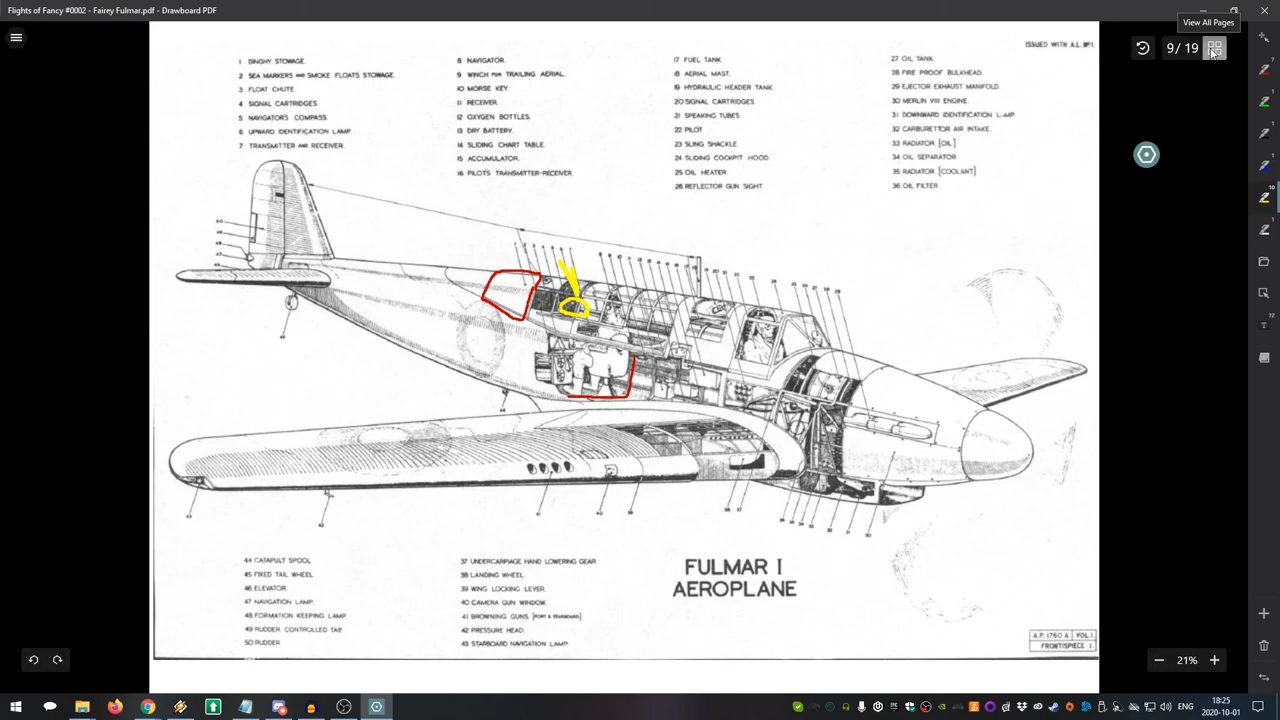 Flights of Fancy #0002 - Fairey Fulmar.pdf - Drawboard PDF
View All Pages
9 / 19
ISSUED WITH A.L. Nº1.
1 DINGHY STOWAGE.
2 SEA MARKERS AND SMOKE FLOATS STOWAGE.
3 FLOAT CHUTE.
4 SIGNAL CARTRIDGES.
5 NAVIGATOR'S COMPASS.
6 UPWARD IDENTIFICATION LAMP.
7 TRANSMITTER AND RECEIVER.
8 NAVIGATOR.
9 WINCH FOR TRAILING AERIAL.
10 MORSE KEY.
11 RECEIVER.
12 OXYGEN BOTTLES.
13 DRY BATTERY.
14 SLIDING CHART TABLE.
15 ACCUMULATOR.
16 PILOT'S TRANSMITTER-RECEIVER.
17 FUEL TANK.
18 AERIAL MAST.
19 HYDRAULIC HEADER TANK.
20 SIGNAL CARTRIDGES.
21 SPEAKING TUBES.
22 PILOT
23 SLING SHACKLE.
24 SLIDING COCKPIT HOOD.
25 OIL HEATER.
26 REFLECTOR GUN SIGHT
27 OIL TANK.
28 FIRE PROOF BULKHEAD.
29 EJECTOR EXHAUST MANIFOLD.
30 MERLIN VIII ENGINE.
31 DOWNWARD IDENTIFICATION LAMP.
32 CARBURETTOR AIR INTAKE.
33 RADIATOR. [OIL]
34 OIL SEPARATOR
35 RADIATOR [COOLANT]
36 OIL FILTER.
44 CATAPULT SPOOL
45 FIXED TAIL WHEEL
46 ELEVATOR.
47 NAVIGATION LAMP.
48 FORMATION KEEPING LAMP.
49 RUDDER CONTROLLED TAB.
50 RUDDER
37 UNDERCARRIAGE HAND LOWERING GEAR.
38 LANDING WHEEL.
39 WING LOCKING LEVER.
40 CAMERA GUN WINDOW.
41 BROWNING GUNS. [PORT & STARBOARD]
42 PRESSURE HEAD.
43 STARBOARD NAVIGATION LAMP
FULMAR I
AEROPLANE
A.P. 1760 A VOL.1
FRONTISPIECE 1
21%
ENG
18:25
2020-10-01